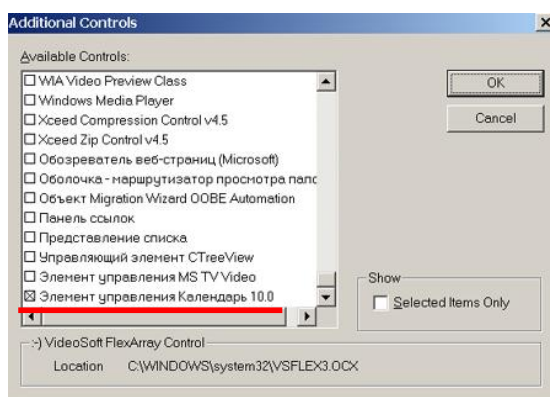 Additional Controls
Available Controls:
WIA Video Preview Class
Windows Media Player
Xceed Compression Control v4.5
Xceed Zip Control v4.5
Обозреватель веб-страниц (Microsoft)
Оболочка - маршрутизатор просмотра папс
Объект Migration Wizard OOBE Automation
Панель ссылок
Представление списка
Управляющий элемент CTreeView
Элемент управления MS TV Video
Элемент управления Календарь 10.0
OK
Cancel
Show
Selected Items Only
:-) VideoSoft FlexArray Control
Location C:\WINDOWS\system32\VSFLEX3.OCX